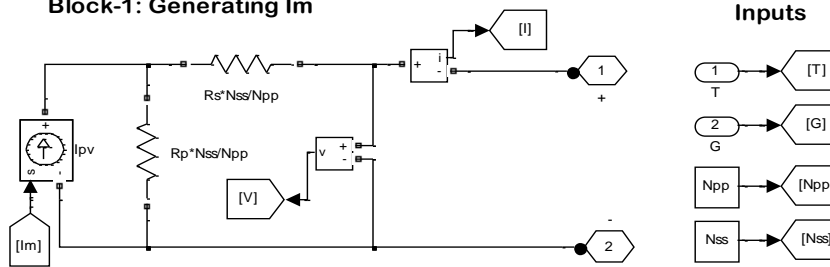 Block-1: Generating Im
Inputs
[I]
+
i
-
1
+
Rs*Nss/Npp
+
Ipv
-
s
Rp*Nss/Npp
v
+
-
[V]
[Im]
-
2
1
T
[T]
2
G
[G]
Npp
[Npp
Nss
[Nss]